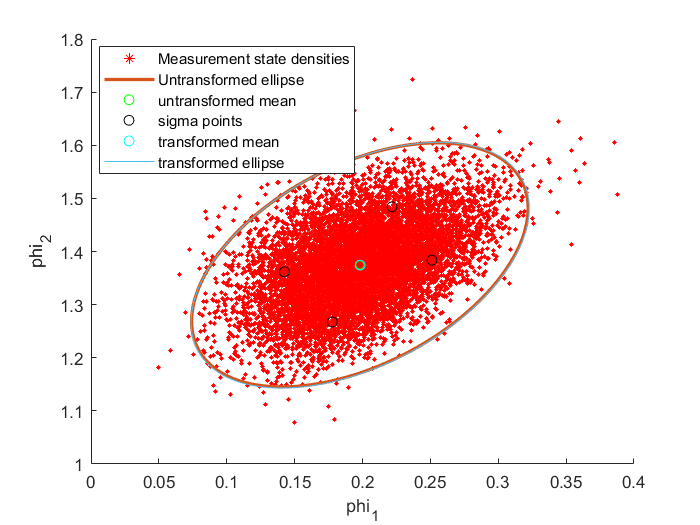 1.8
Measurement state densities
Untransformed ellipse
untransformed mean
sigma points
transformed mean
transformed ellipse
1.7
1.6
1.5
1.4
1.3
1.2
1.1
1
phi2
0
0.05
0.1
0.15
0.2
0.25
0.3
0.35
0.4
phi1